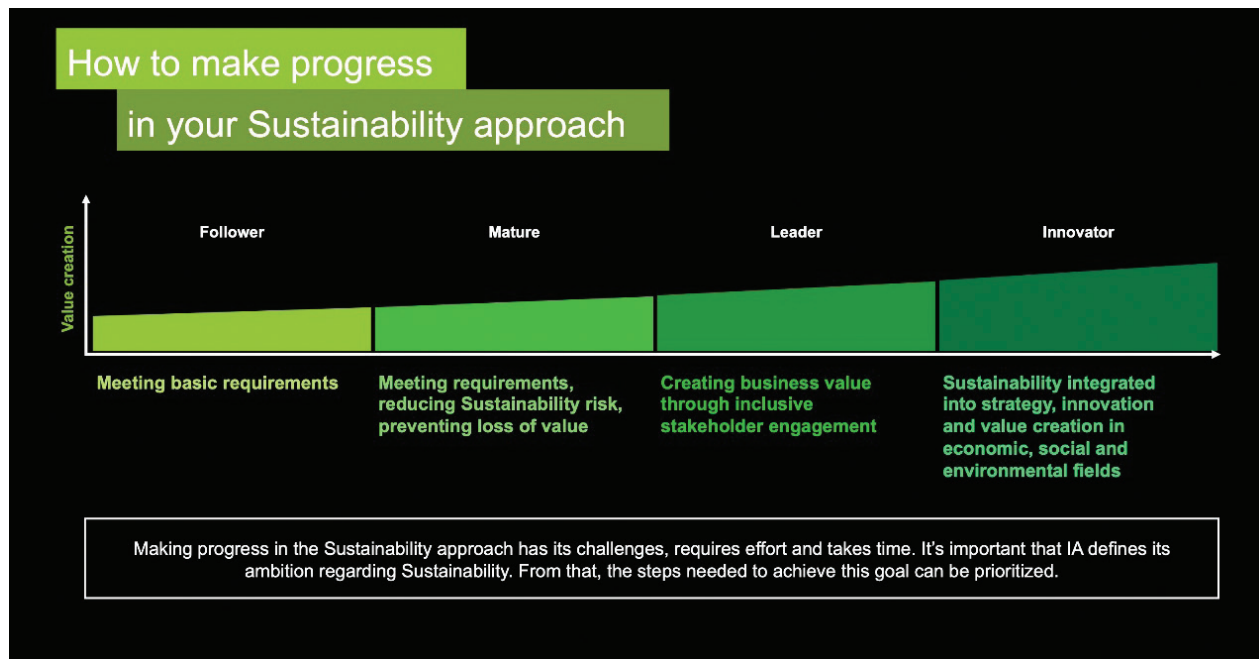 How to make progress
in your Sustainability approach
Value creation
Follower
Mature
Leader
Innovator
Meeting basic requirements
Meeting requirements,
reducing Sustainability risk,
preventing loss of value
Creating business value
through inclusive
stakeholder engagement
Sustainability integrated
into strategy, innovation
and value creation in
economic, social and
environmental fields
Making progress in the Sustainability approach has its challenges, requires effort and takes time. It’s important that IA defines its
ambition regarding Sustainability. From that, the steps needed to achieve this goal can be prioritized.